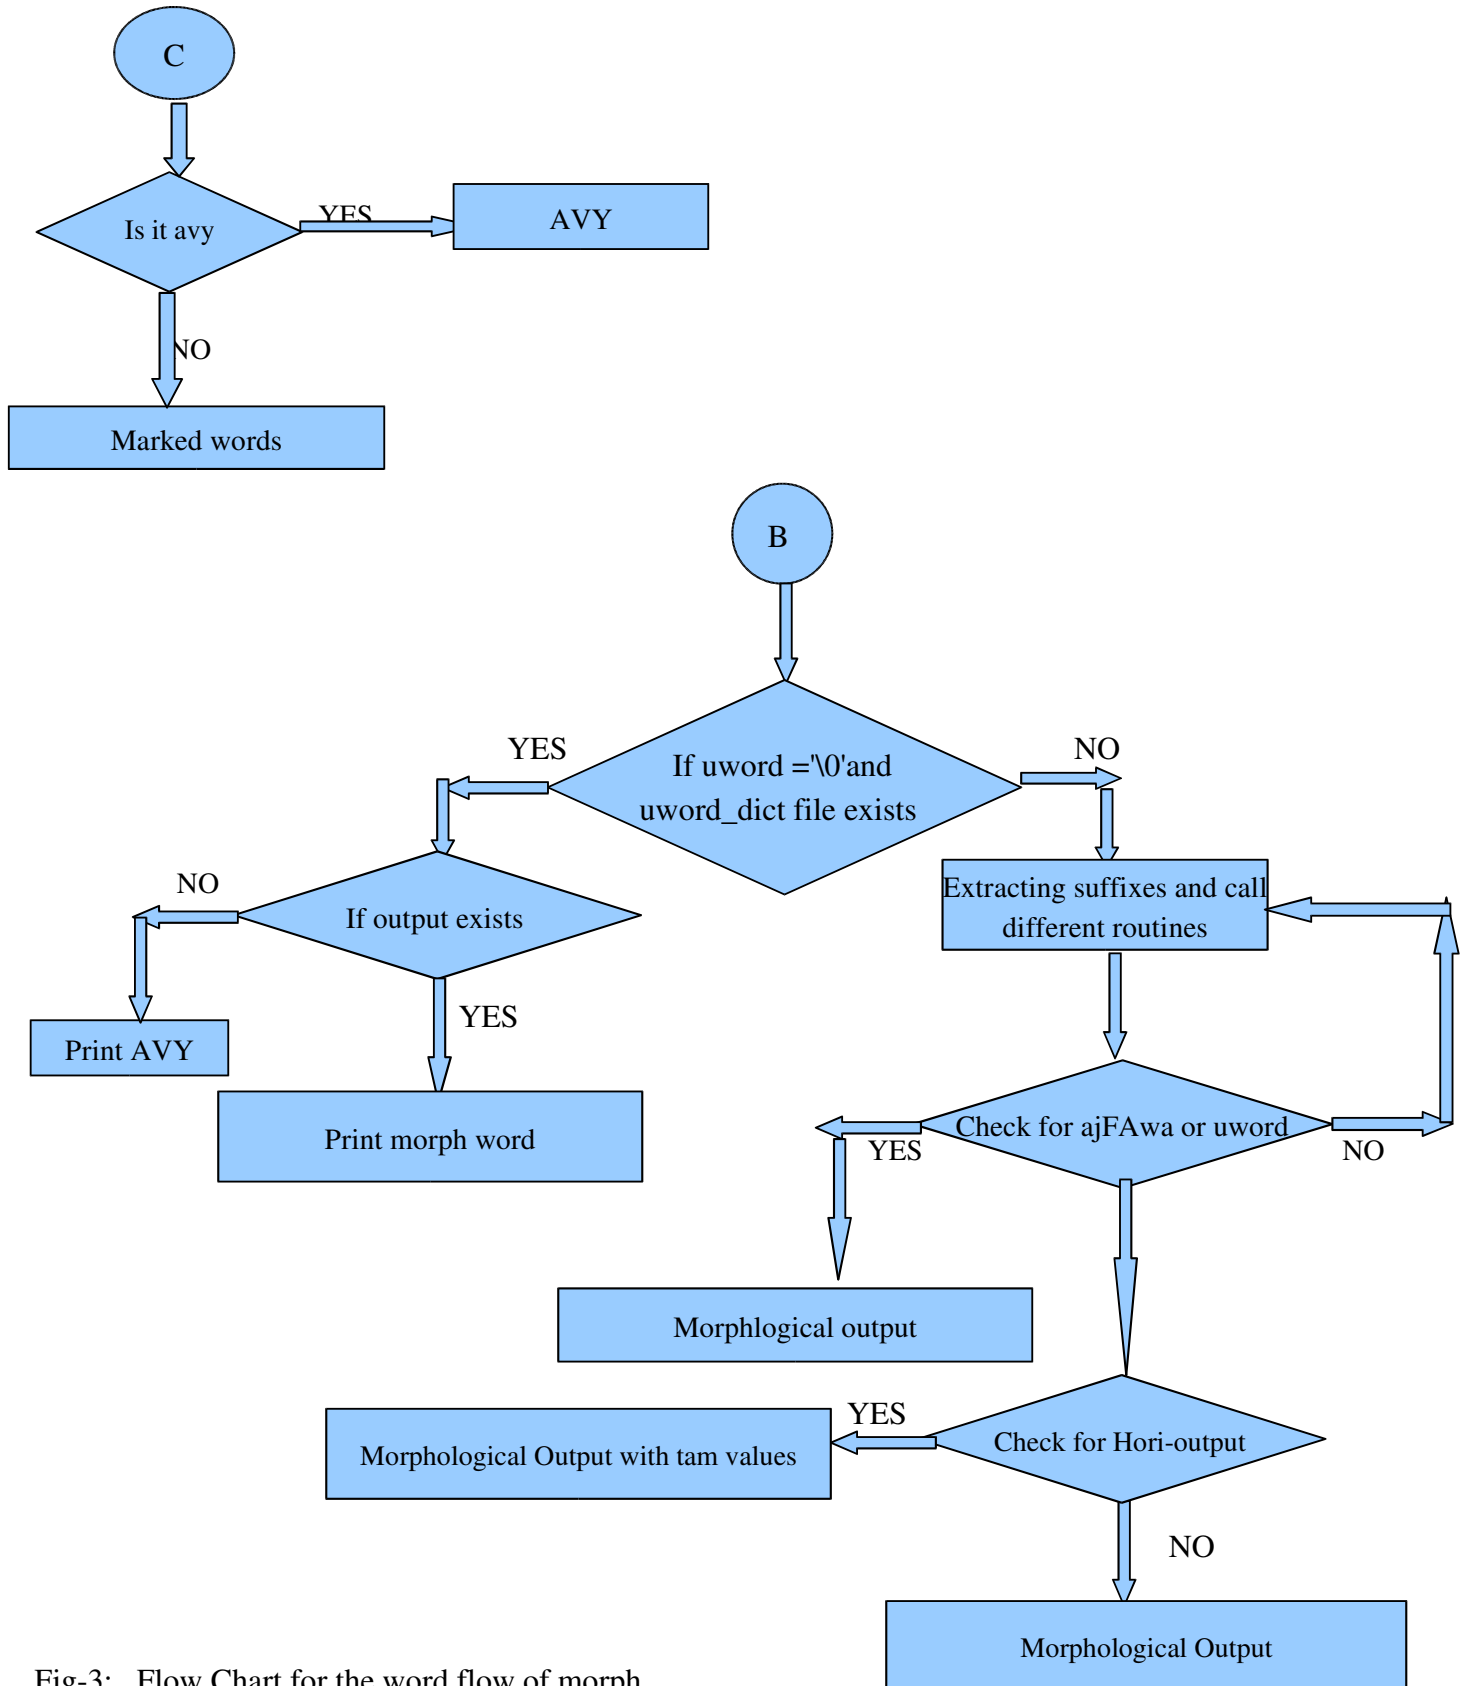 C
YES
Is it avy
AVY
NO
Marked words
B
YES
NO
If uword ='\0'and
uword_dict file exists
NO
If output exists
Extracting suffixes and call
different routines
YES
Print AVY
Print morph word
Check for ajFAwa or uword
YES
NO
Morphlogical output
YES
Check for Hori-output
Morphological Output with tam values
NO
Morphological Output
Fig-3: Flow Chart for the word flow of morph